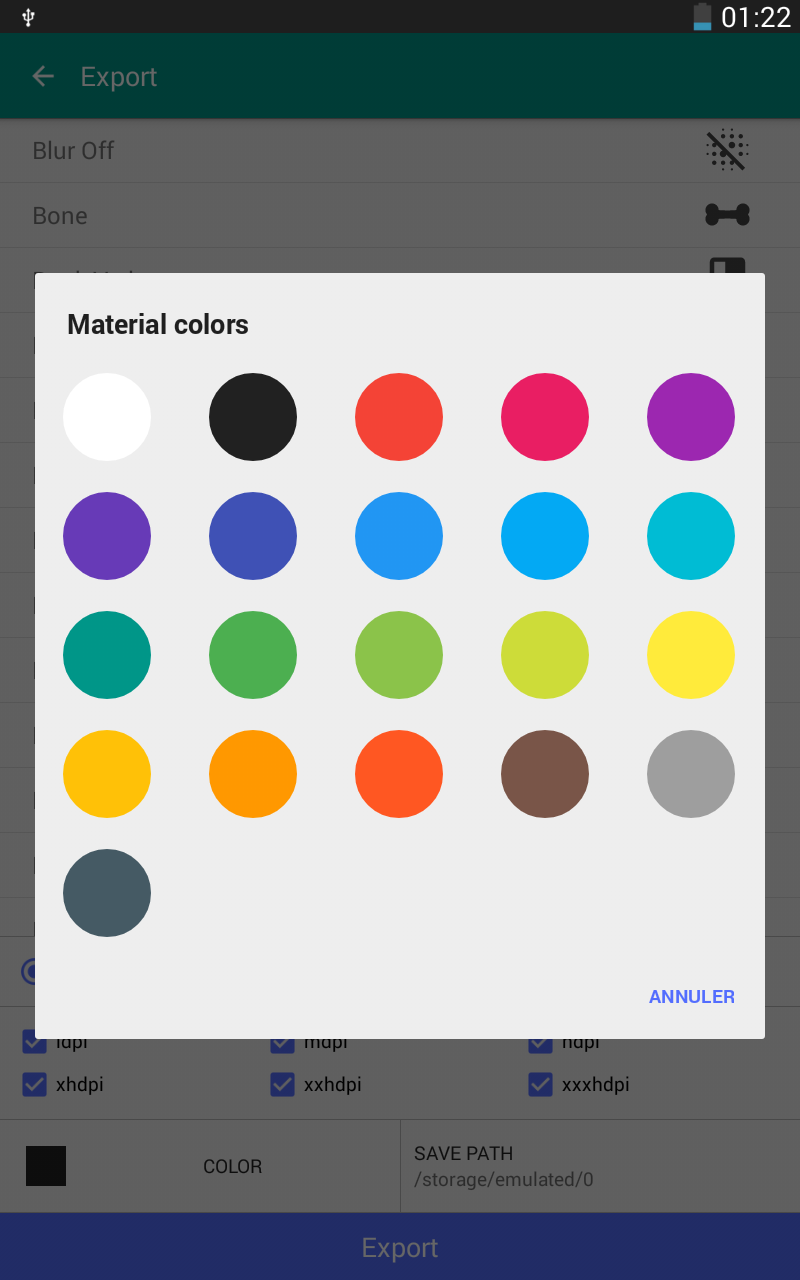 01:22
Export
Blur Off
Bone
Material colors
ANNULER
ldpi
mdpi
hdpi
xhdpi
xxhdpi
xxxhdpi
COLOR
SAVE PATH
/storage/emulated/0
Export